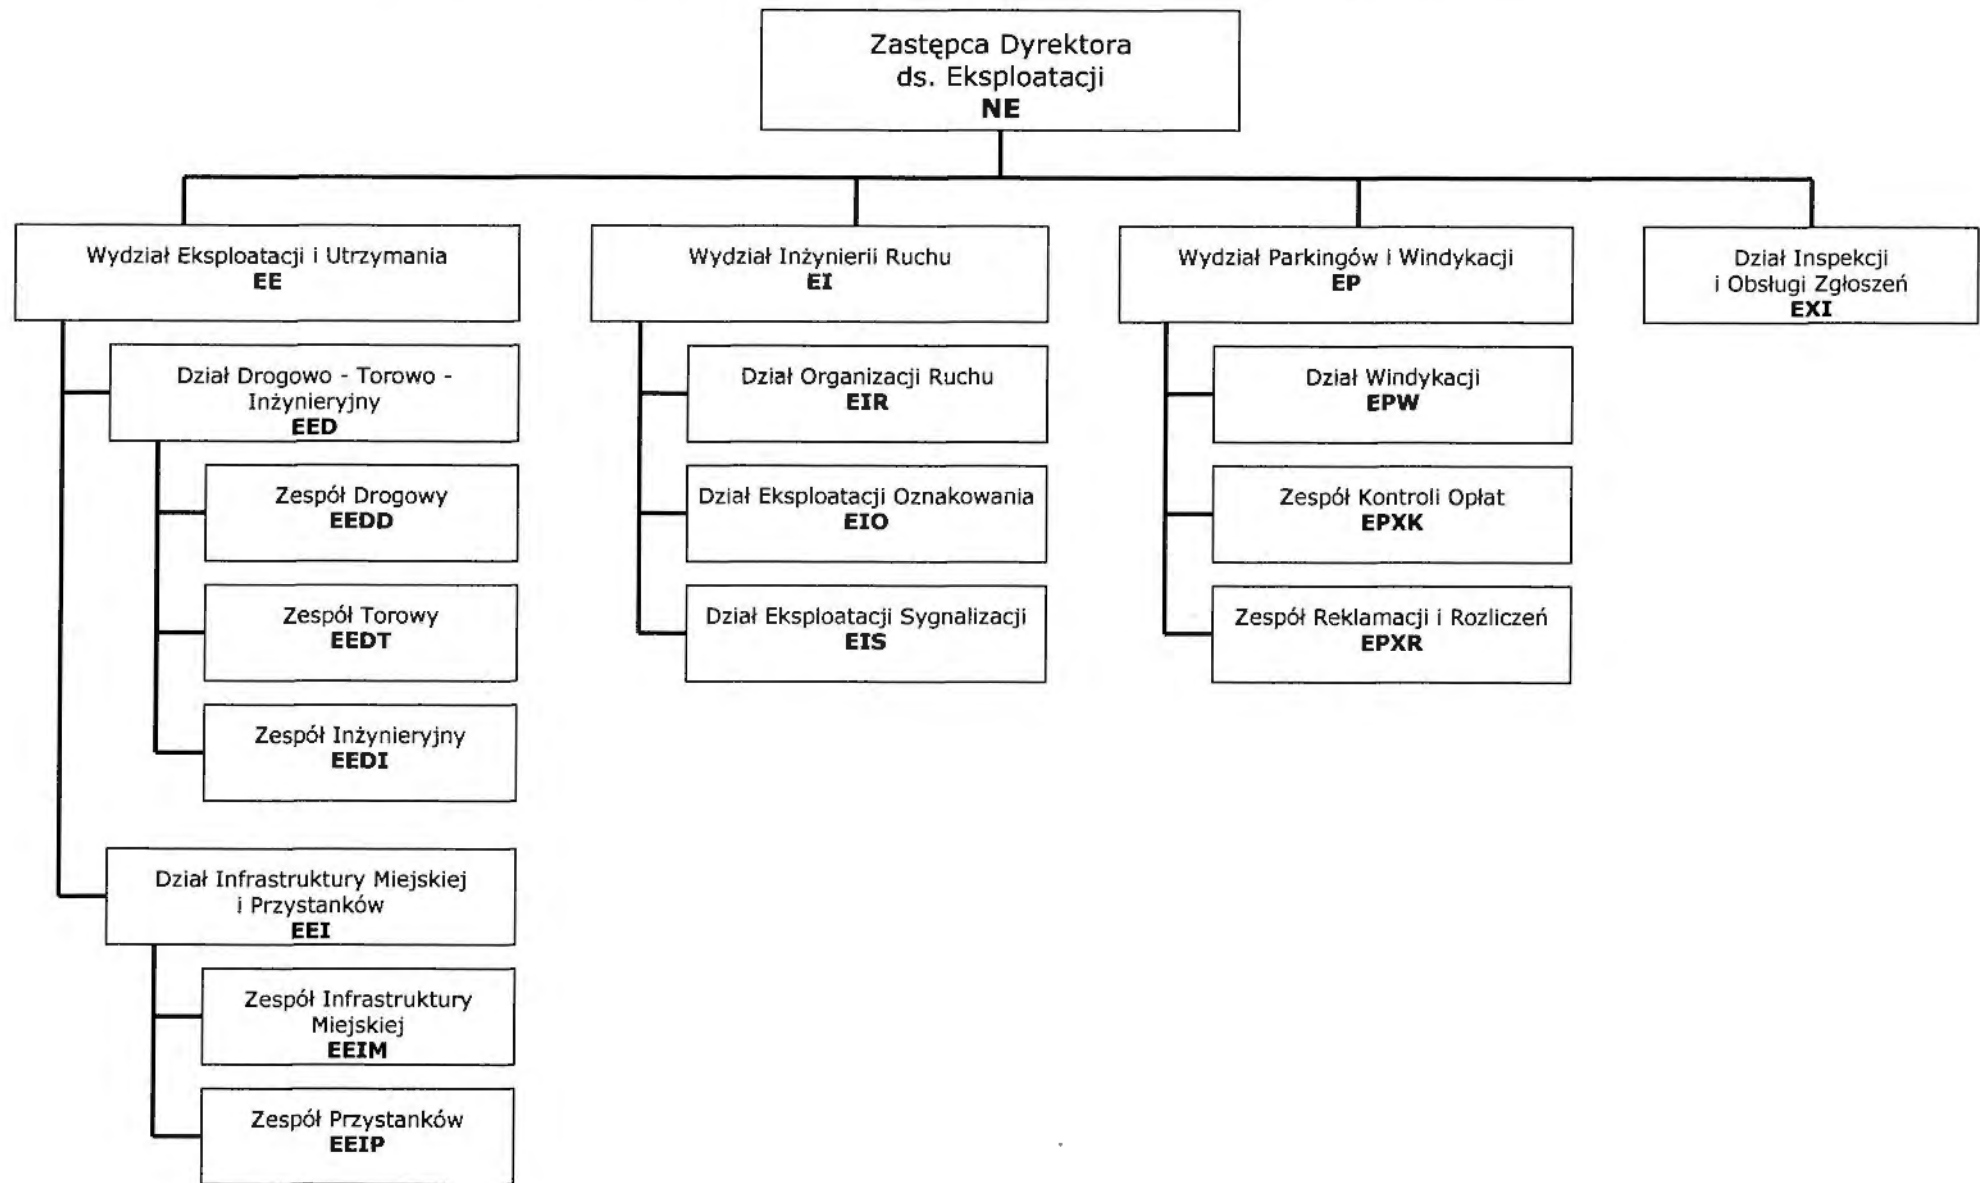 Zastępca Dyrektora
ds. Eksploatacji
NE
Wydział Eksploatacji i Utrzymania
EE
Dział Drogowo - Torowo -
Inżynieryjny
EED
Zespół Drogowy
EEDD
Zespół Torowy
EEDT
Zespół Inżynieryjny
EEDI
Dział Infrastruktury Miejskiej
i Przystanków
EEI
Zespół Infrastruktury
Miejskiej
EEIM
Zespół Przystanków
EEIP
Wydział Inżynierii Ruchu
EI
Dział Organizacji Ruchu
EIR
Dział Eksploatacji Oznakowania
EIO
Dział Eksploatacji Sygnalizacji
EIS
Wydział Parkingów i Windykacji
EP
Dział Windykacji
EPW
Zespół Kontroli Opłat
EPXK
Zespół Reklamacji i Rozliczeń
EPXR
Dział Inspekcji
i Obsługi Zgłoszeń
EXI